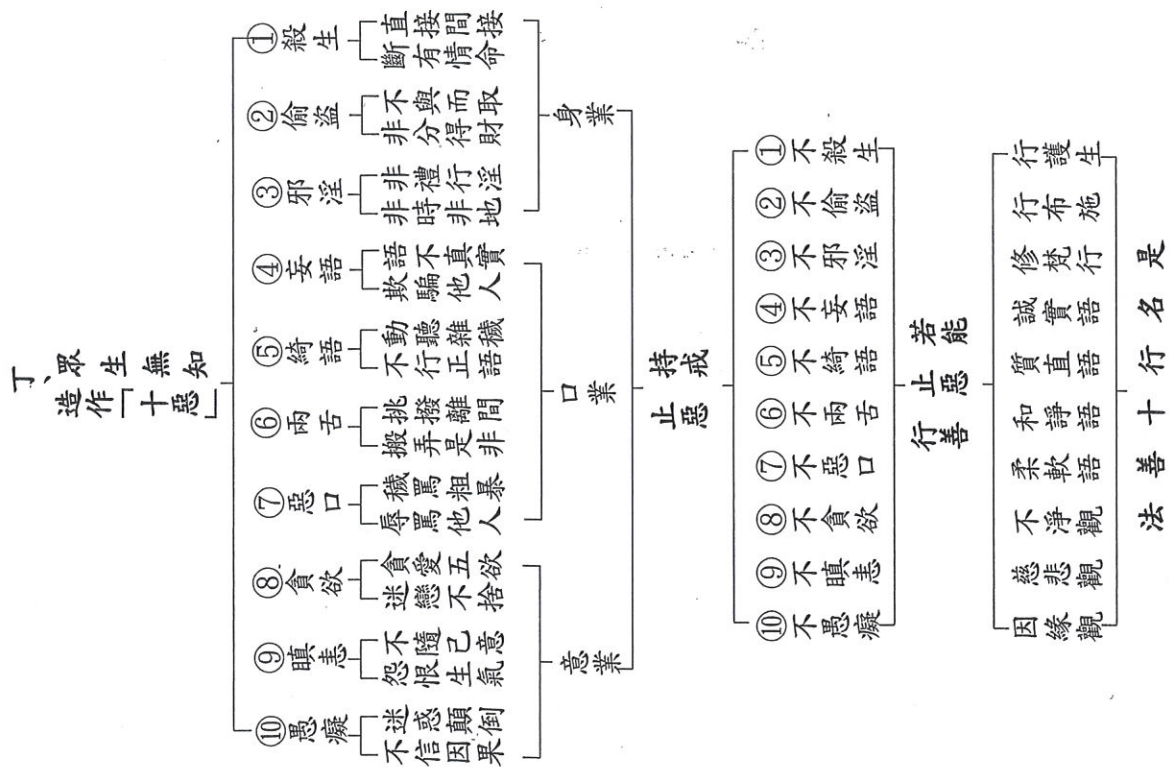 丁、眾生無知
造作「十惡」
①殺生
直接間接
斷有情命
②偷盜
不與而取
非分得財
③邪淫
非禮行淫
非時非地
④妄語
語不真實
欺騙他人
⑤綺語
動聽雜穢
不行正語
⑥兩舌
挑撥離間
搬弄是非
⑦惡口
穢罵粗暴
辱罵他人
⑧貪欲
貪愛五欲
迷戀不捨
⑨瞋恚
不隨己意
怨恨生氣
⑩愚癡
迷惑顛倒
不信因果
身業
口業
意業
持戒
止惡
①不殺生
②不偷盜
③不邪淫
④不妄語
⑤不綺語
⑥不兩舌
⑦不惡口
⑧不貪欲
⑨不瞋恚
⑩不愚癡
若能
止惡
行善
行護生
行布施
修梵行
誠實語
質直語
和諍語
柔軟語
不淨觀
慈悲觀
因緣觀
是名行十善法